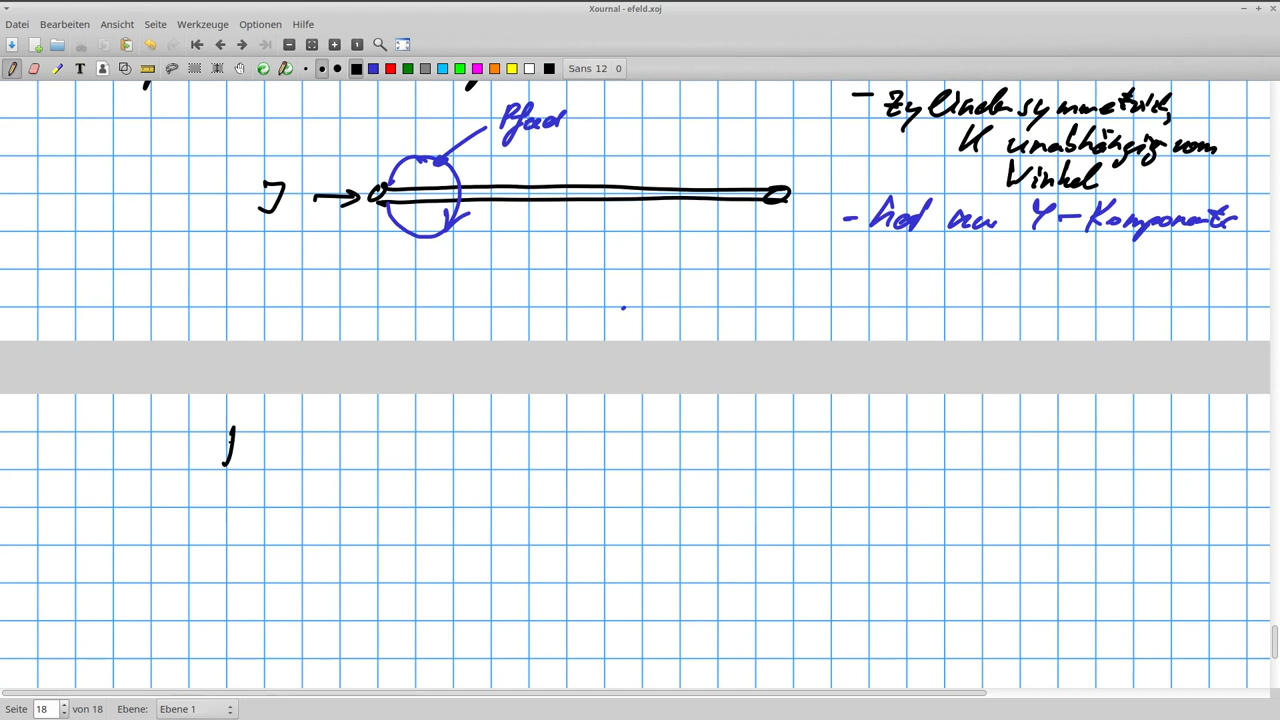 Xournal - efeld.xoj
Datei Bearbeiten Ansicht Seite Werkzeuge Optionen Hilfe
Sans 12 0
Pfad
- Zylindersymmetrisch,
H unabhängig vom
Winkel
J
- hat nur φ-Komponente
Seite 18 von 18 Ebene: Ebene 1